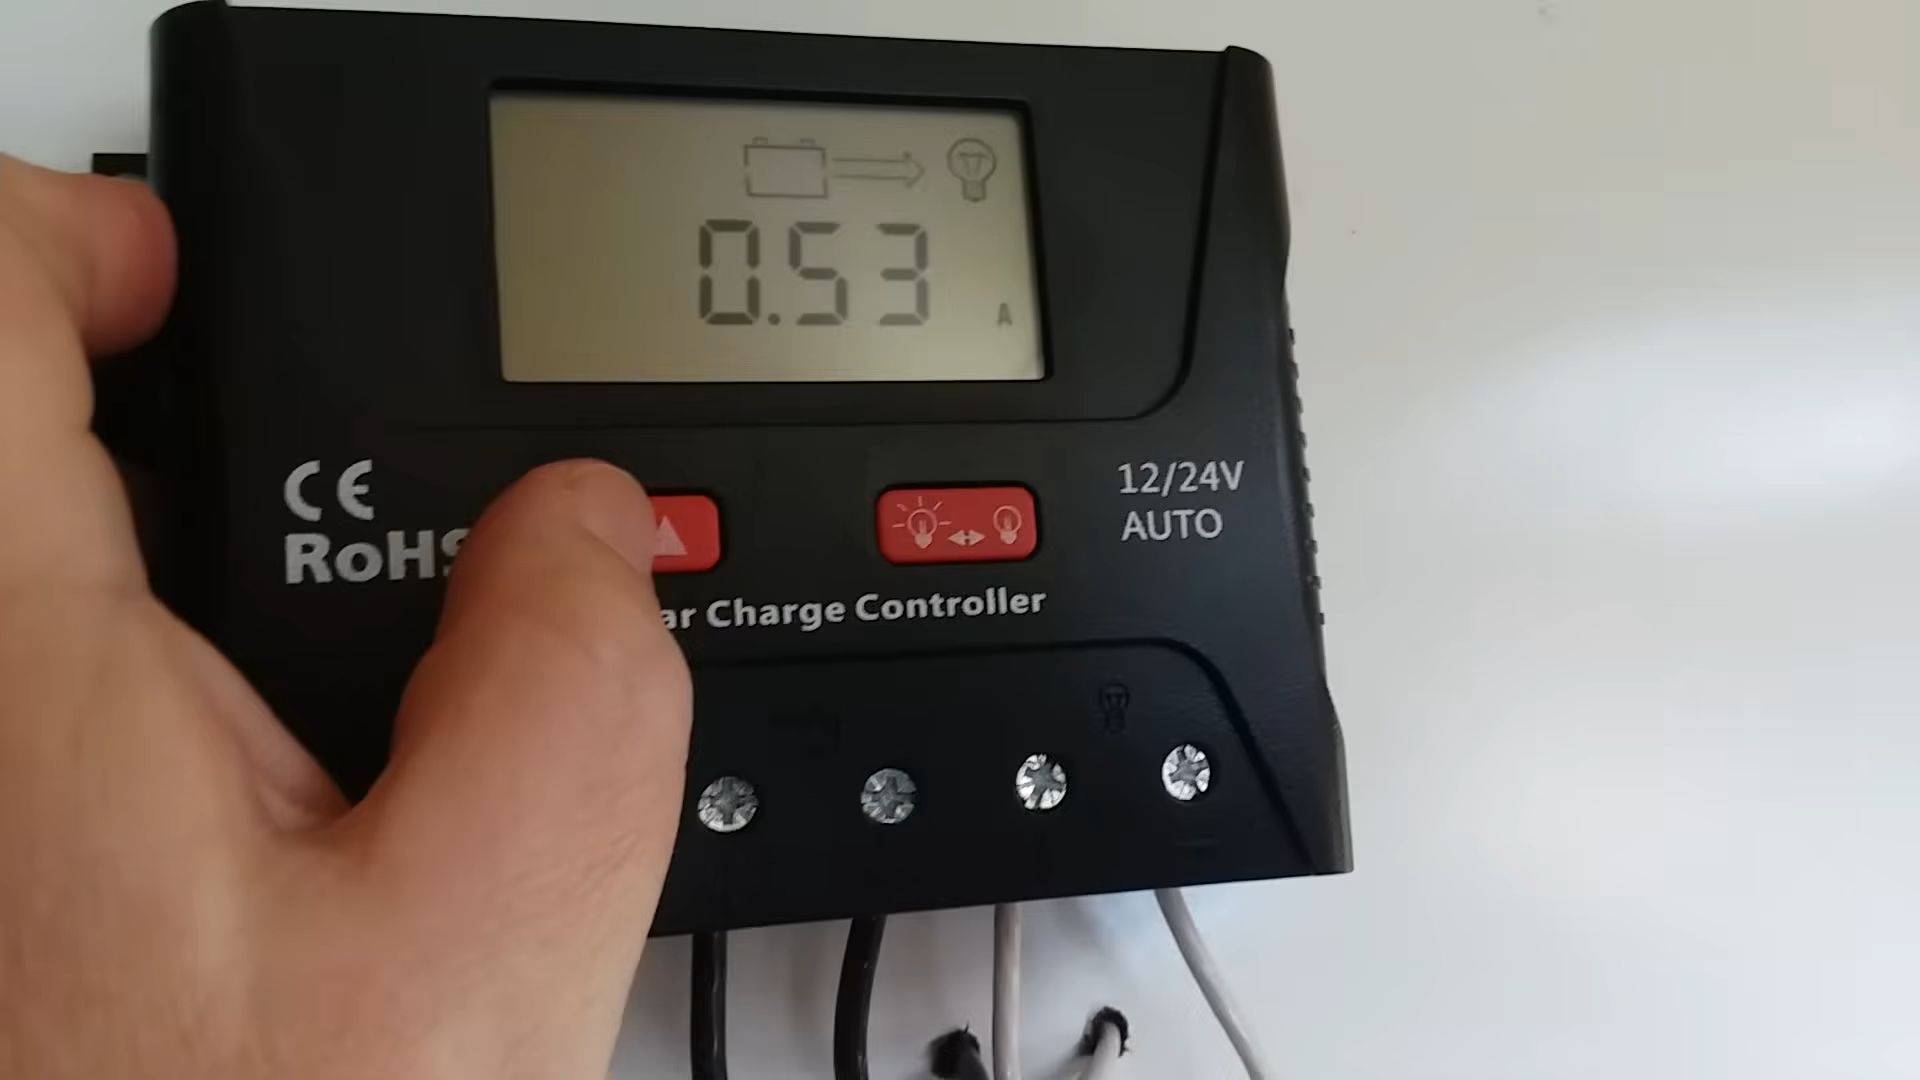 0.53
A
CE
RoHS
12/24V
AUTO
ar Charge Controller